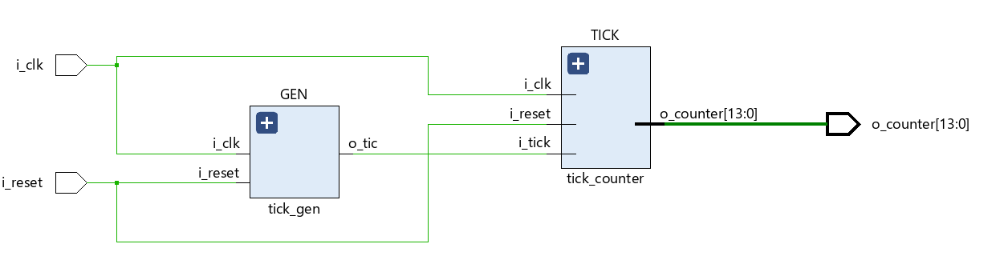 TICK
i_clk
i_clk
GEN
o_counter[13:0]
i_reset
o_counter[13:0]
i_clk
o_tic
i_tick
i_reset
i_reset
tick_counter
tick_gen